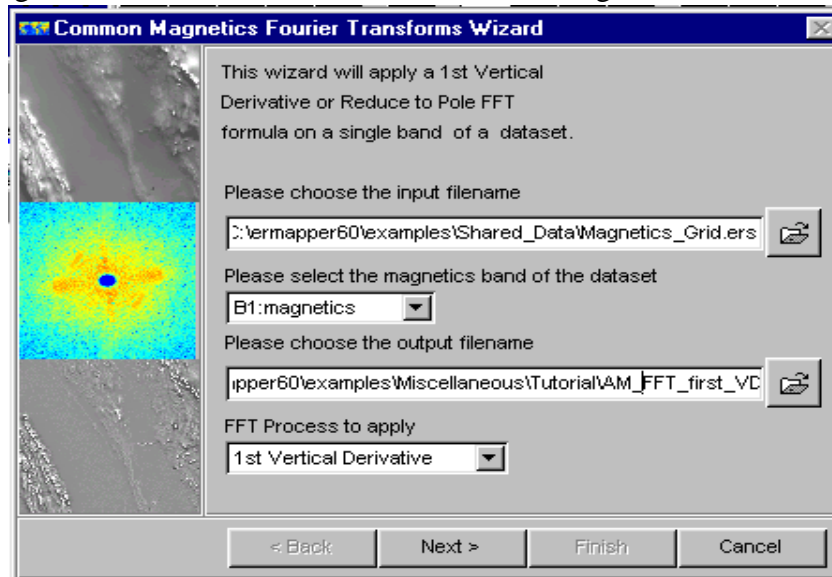 Common Magnetics Fourier Transforms Wizard
This wizard will apply a 1st Vertical
Derivative or Reduce to Pole FFT
formula on a single band of a dataset.
Please choose the input filename
:\ermapper60\examples\Shared_Data\Magnetics_Grid.ers
Please select the magnetics band of the dataset
B1:magnetics
Please choose the output filename
pper60\examples\Miscellaneous\Tutorial\AM_FFT_first_VD
FFT Process to apply
1st Vertical Derivative
< Back
Next >
Finish
Cancel